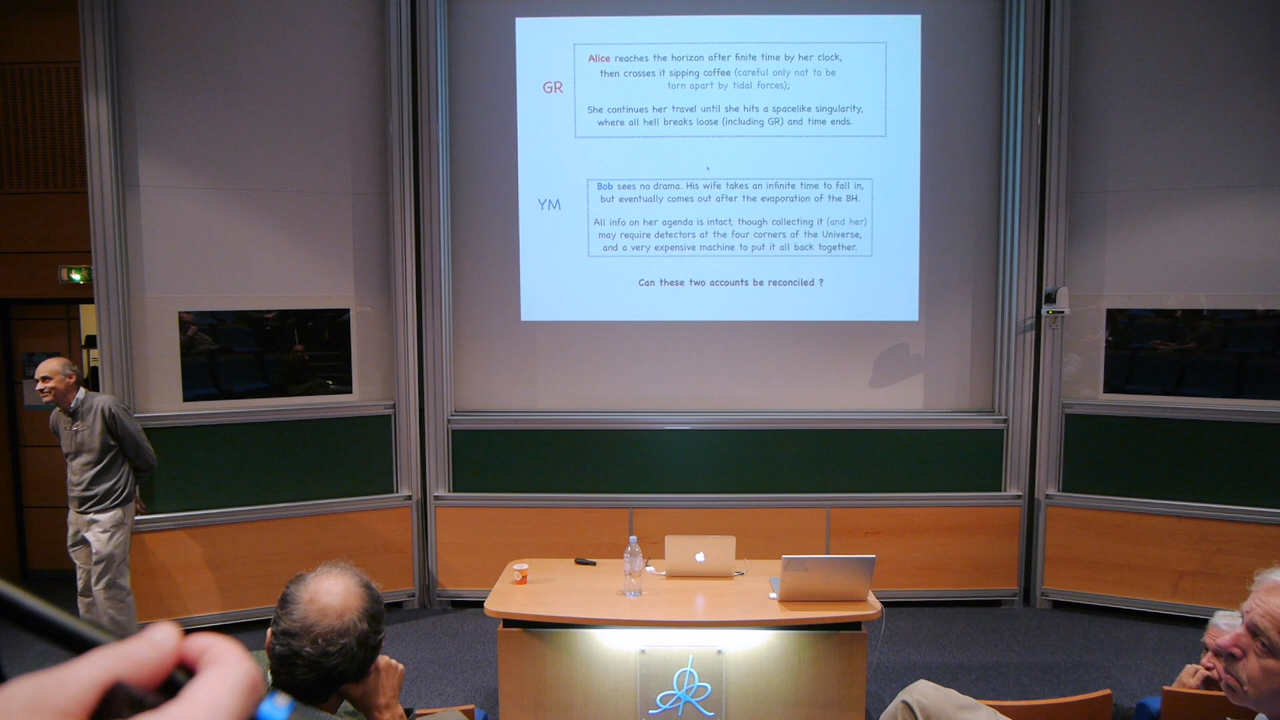 GR
Alice reaches the horizon after finite time by her clock,
then crosses it sipping coffee (careful only not to be
torn apart by tidal forces);
She continues her travel until she hits a spacelike singularity,
where all hell breaks loose (including GR) and time ends.
YM
Bob sees no drama. His wife takes an infinite time to fall in,
but eventually comes out after the evaporation of the BH.
All info on her agenda is intact, though collecting it (and her)
may require detectors at the four corners of the Universe,
and a very expensive machine to put it all back together.
Can these two accounts be reconciled ?